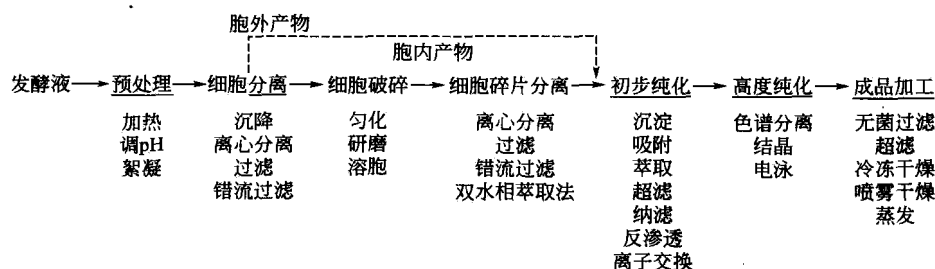 胞外产物
胞内产物
发酵液 预处理 细胞分离 细胞破碎 细胞碎片分离 初步纯化 高度纯化 成品加工
加热 沉降 匀化 离心分离 沉淀 色谱分离 无菌过滤
调pH 离心分离 研磨 过滤 吸附 结晶 超滤
絮凝 过滤 溶胞 错流过滤 萃取 电泳 冷冻干燥
错流过滤 双水相萃取法 超滤 喷雾干燥
纳滤 蒸发
反渗透
离子交换